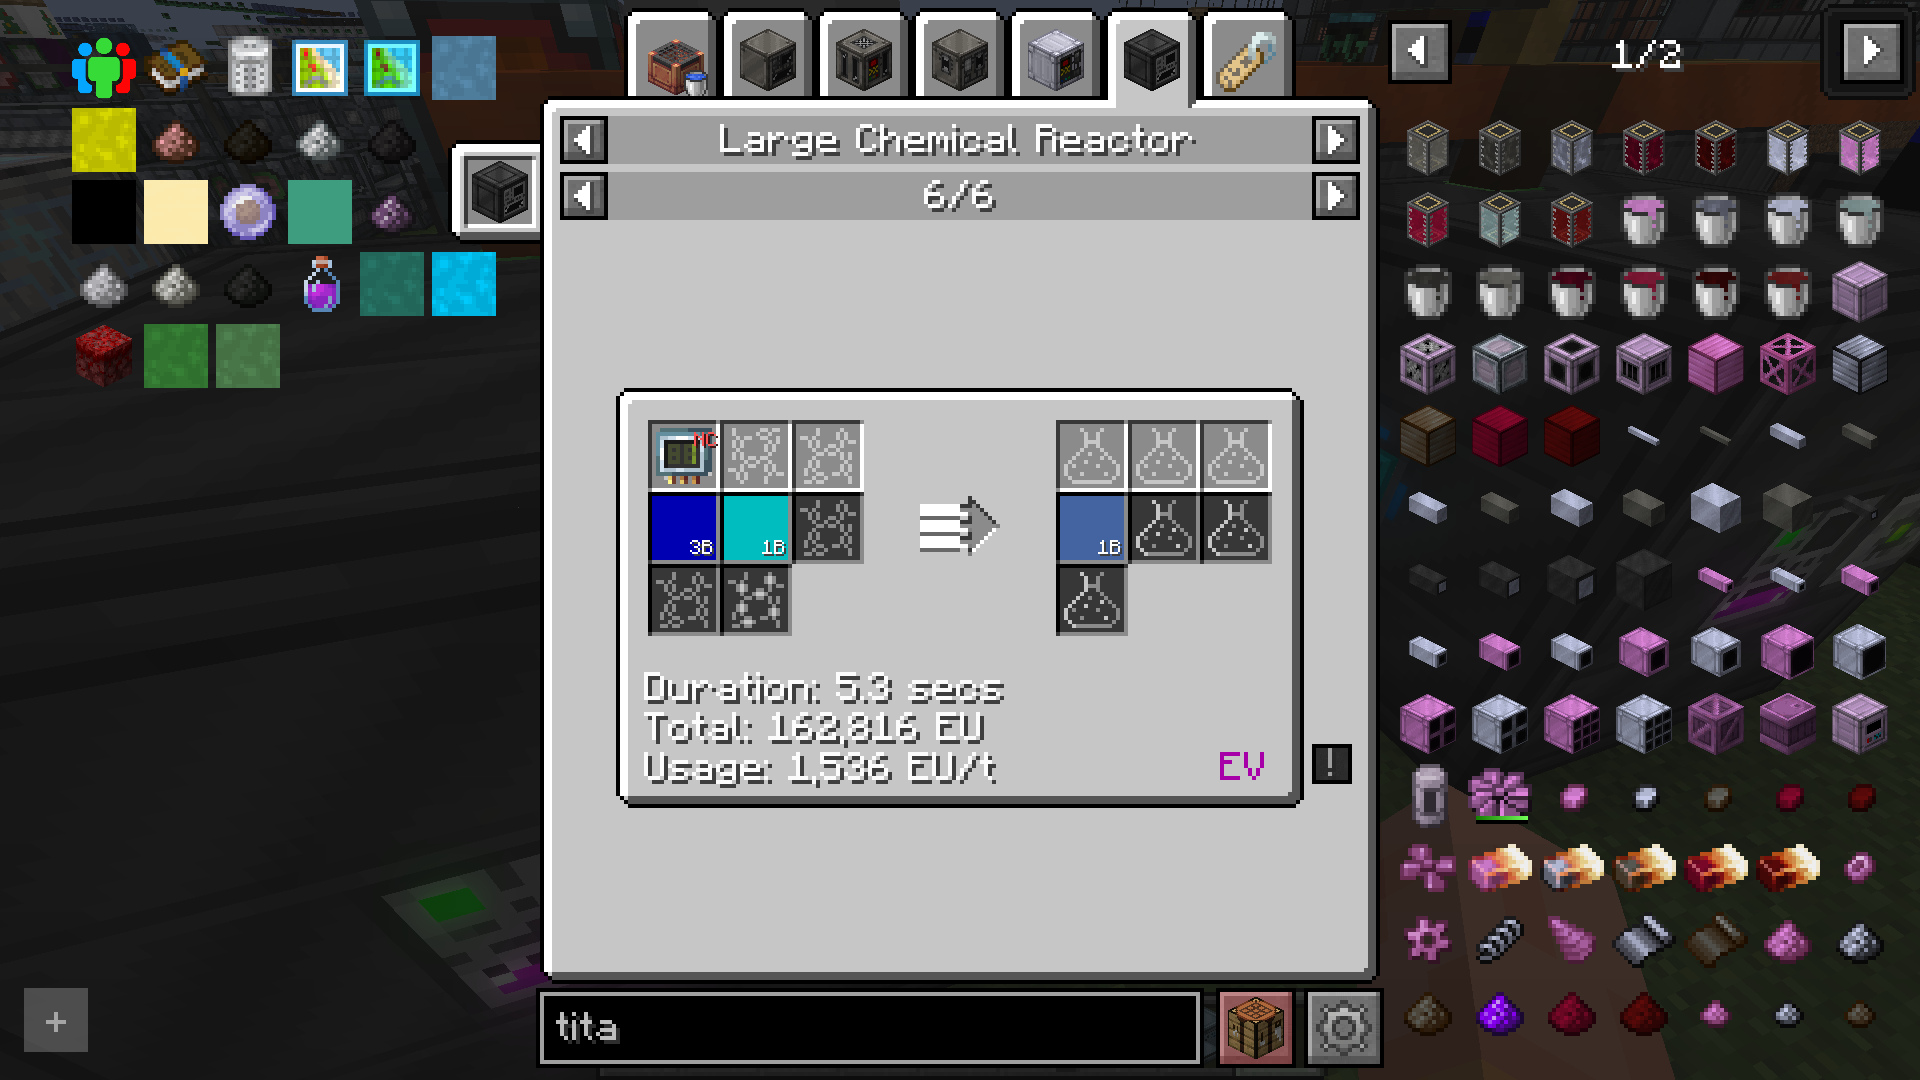 1/2
Large Chemical Reactor
6/6
NC
3B
1B
1B
Duration: 5.3 secs
Total: 162,816 EU
Usage: 1,536 EU/t
EV
!
+
tita